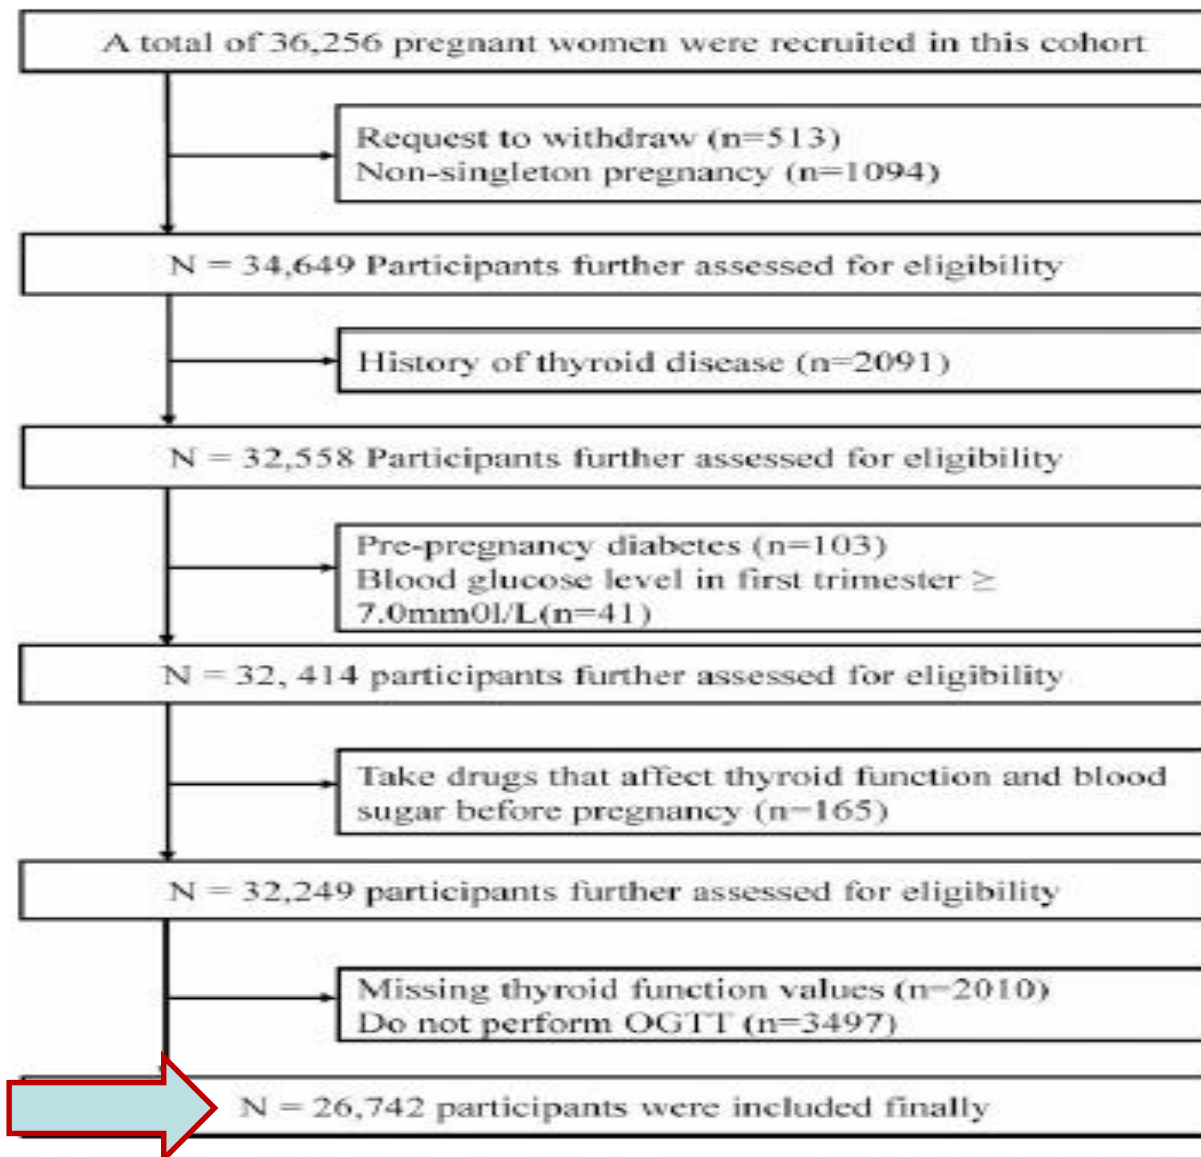 A total of 36,256 pregnant women were recruited in this cohort
Request to withdraw (n=513)
Non-singleton pregnancy (n=1094)
N = 34,649 Participants further assessed for eligibility
History of thyroid disease (n=2091)
N = 32,558 Participants further assessed for eligibility
Pre-pregnancy diabetes (n=103)
Blood glucose level in first trimester ≥
7.0mm0l/L(n=41)
N = 32, 414 participants further assessed for eligibility
Take drugs that affect thyroid function and blood
sugar before pregnancy (n=165)
N = 32,249 participants further assessed for eligibility
Missing thyroid function values (n=2010)
Do not perform OGTT (n=3497)
N = 26,742 participants were included finally